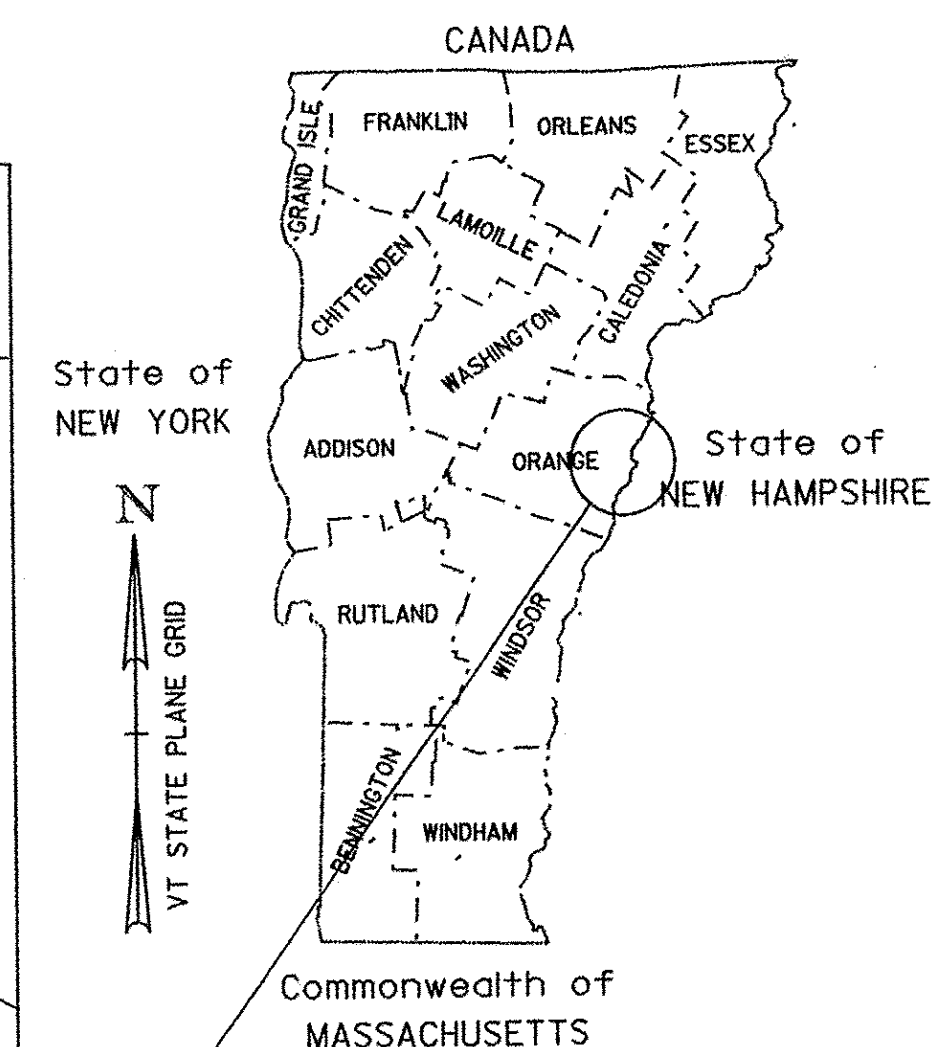 CANADA
FRANKLIN
ORLEANS
ESSEX
GRAND ISLE
LAMOILLE
CHITTENDEN
CALEDONIA
WASHINGTON
State of
NEW YORK
ADDISON
ORANGE
State of
NEW HAMPSHIRE
N
VT STATE PLANE GRID
RUTLAND
WINDSOR
BENNINGTON
WINDHAM
Commonwealth of
MASSACHUSETTS